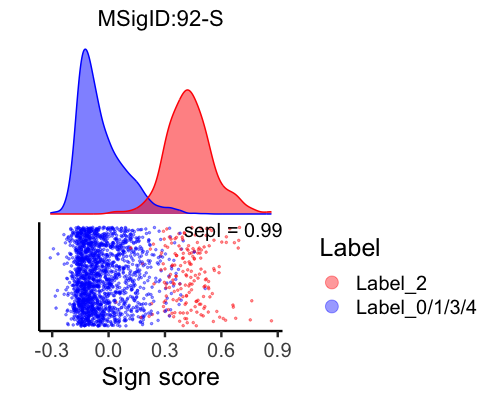 MSigID:92-S
sepI = 0.99
Label
Label_2
Label_0/1/3/4
-0.3 0.0 0.3 0.6 0.9
Sign score